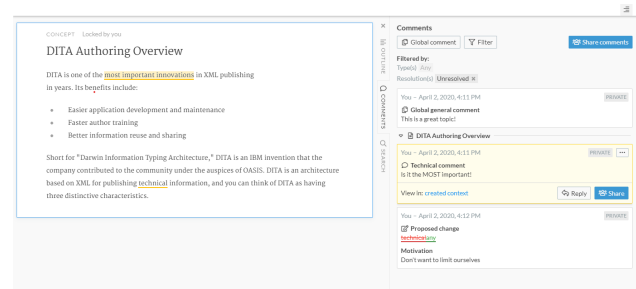 CONCEPT Locked by you
DITA Authoring Overview
DITA is one of the most important innovations in XML publishing
in years. Its benefits include:
Easier application development and maintenance
Faster author training
Better information reuse and sharing
Short for "Darwin Information Typing Architecture," DITA is an IBM invention that the
company contributed to the community under the auspices of OASIS. DITA is an architecture
based on XML for publishing technical information, and you can think of DITA as having
three distinctive characteristics.
OUTLINE
COMMENTS
SEARCH
Comments
Global comment
Filter
Share comments
Filtered by:
Type(s) Any
Resolution(s) Unresolved ×
You – April 2, 2020, 4:11 PM PRIVATE
Global general comment
This is a great topic!
DITA Authoring Overview
You – April 2, 2020, 4:11 PM PRIVATE
Technical comment
Is it the MOST important!
View in: created context
Reply
Share
You – April 2, 2020, 4:12 PM PRIVATE
Proposed change
technicalany
Motivation
Don't want to limit ourselves